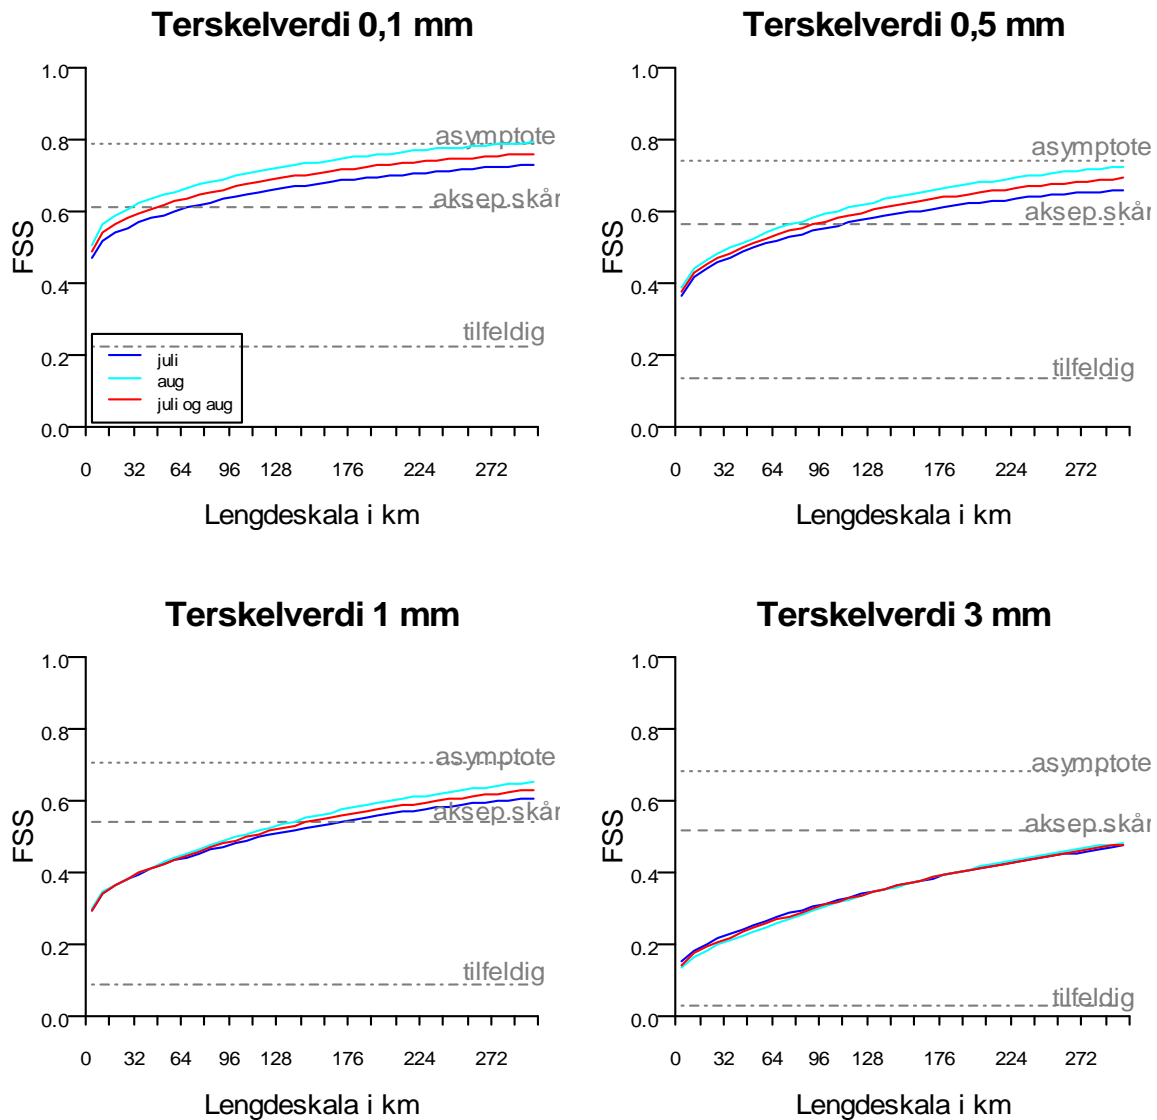 Terskelverdi 0,1 mm
1.0
0.8
0.6
0.4
0.2
0.0
FSS
asymptote
aksep.skår
tilfeldig
juli
aug
juli og aug
0 32 64 96 128 176 224 272
Lengdeskala i km
Terskelverdi 0,5 mm
1.0
0.8
0.6
0.4
0.2
0.0
FSS
asymptote
aksep.skår
tilfeldig
0 32 64 96 128 176 224 272
Lengdeskala i km
Terskelverdi 1 mm
1.0
0.8
0.6
0.4
0.2
0.0
FSS
asymptote
aksep.skår
tilfeldig
0 32 64 96 128 176 224 272
Lengdeskala i km
Terskelverdi 3 mm
1.0
0.8
0.6
0.4
0.2
0.0
FSS
asymptote
aksep.skår
tilfeldig
0 32 64 96 128 176 224 272
Lengdeskala i km